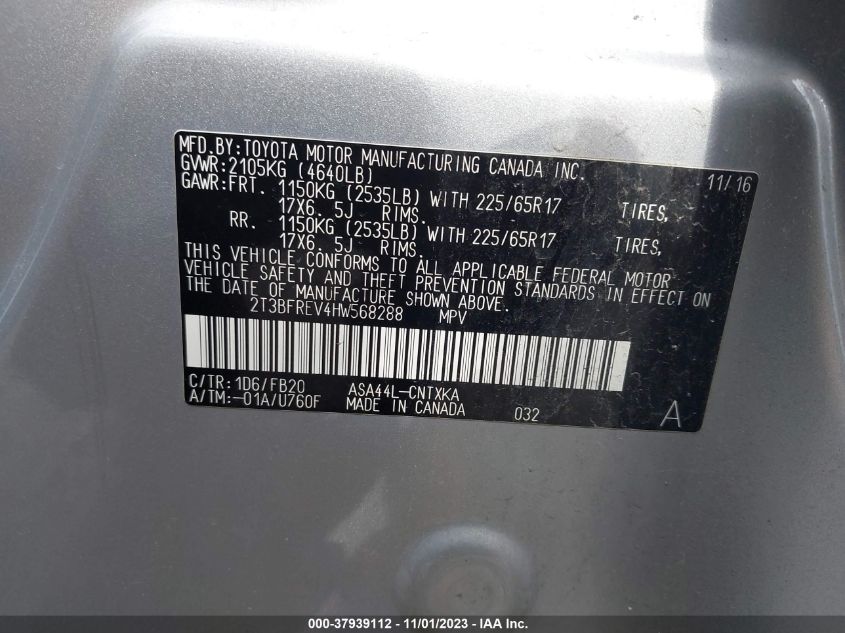 MFD.BY:TOYOTA MOTOR MANUFACTURING CANADA INC.
GVWR:2105KG (4640LB) 11/16
GAWR:FRT. 1150KG (2535LB) WITH 225/65R17 TIRES,
17X6. 5J RIMS.
RR. 1150KG (2535LB) WITH 225/65R17 TIRES,
17X6. 5J RIMS.
THIS VEHICLE CONFORMS TO ALL APPLICABLE FEDERAL MOTOR
VEHICLE SAFETY AND THEFT PREVENTION STANDARDS IN EFFECT ON
THE DATE OF MANUFACTURE SHOWN ABOVE.
2T3BFREV4HW568288 MPV
C/TR:1D6/FB20 ASA44L-CNTXKA
A/TM:-01A/U760F MADE IN CANADA 032 A
000-37939112 - 11/01/2023 - IAA Inc.